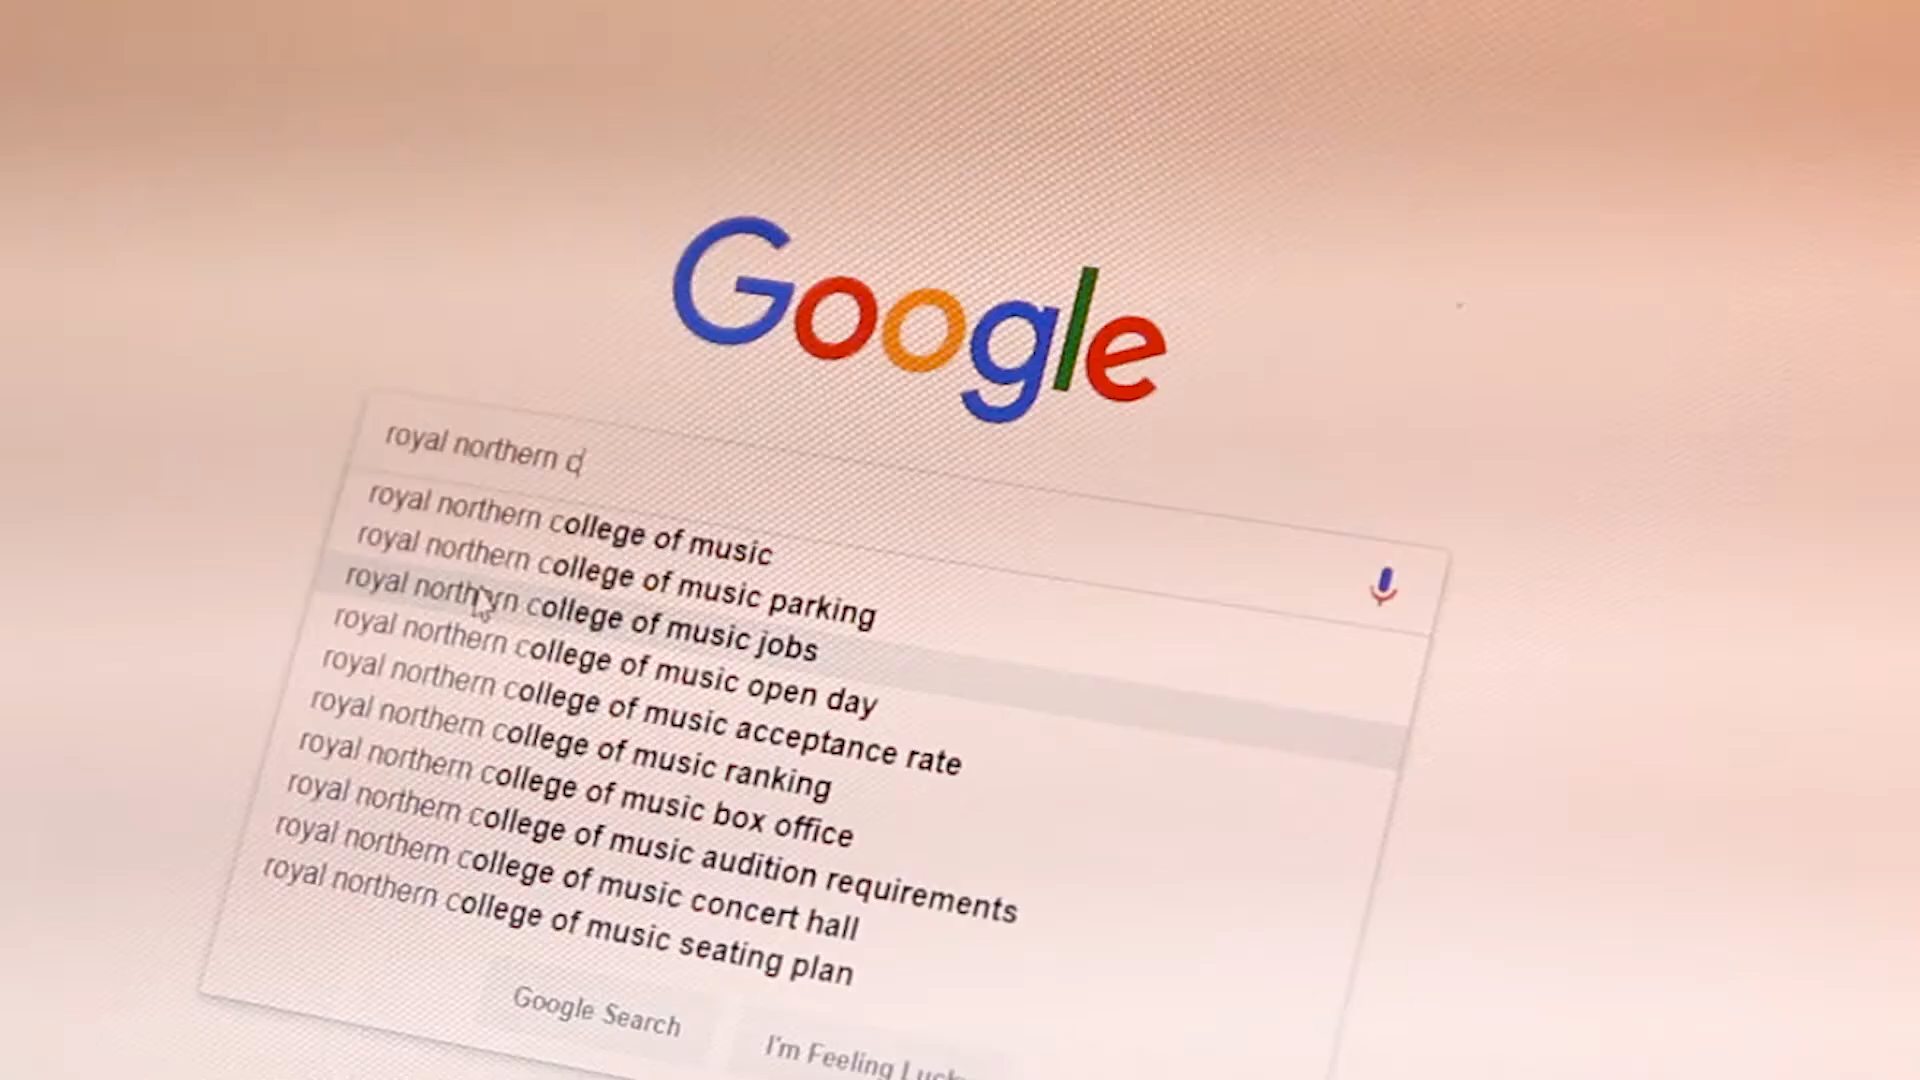 Google
royal northern c
royal northern college of music
royal northern college of music parking
royal northern college of music jobs
royal northern college of music open day
royal northern college of music acceptance rate
royal northern college of music ranking
royal northern college of music box office
royal northern college of music audition requirements
royal northern college of music concert hall
royal northern college of music seating plan
Google Search
I'm Feeling Luck